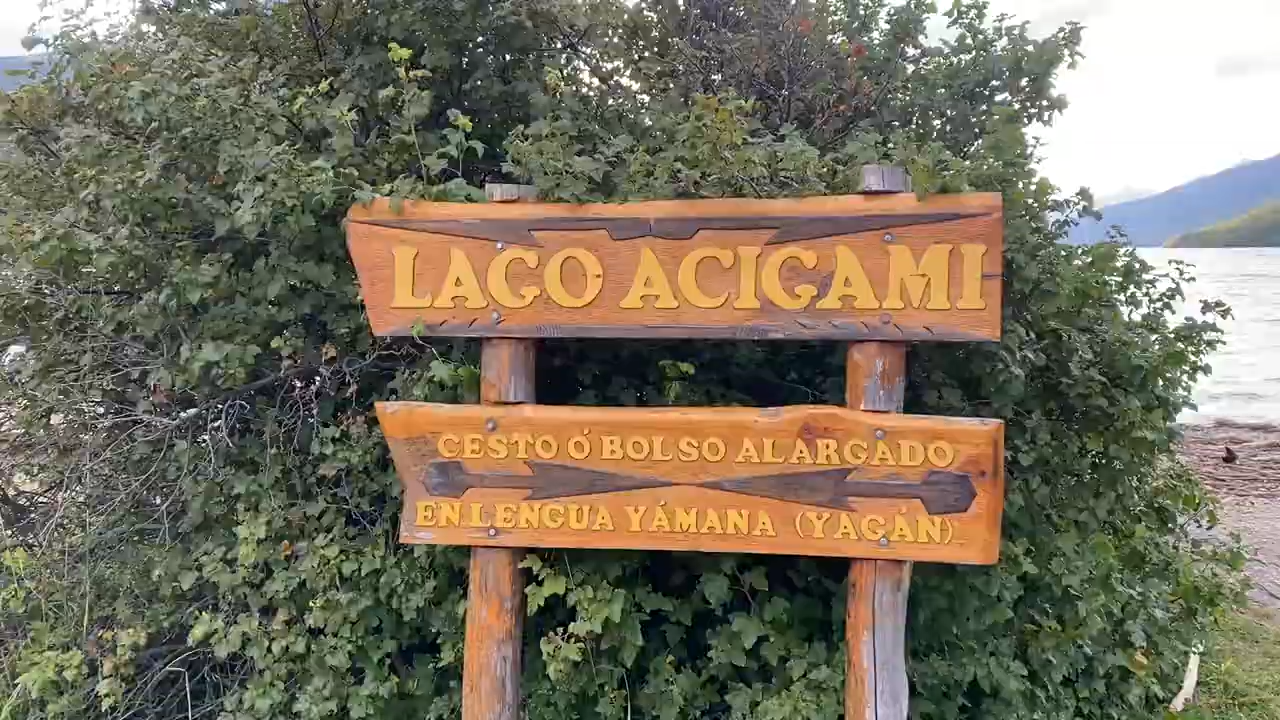 LAGO ACIGAMI
CESTO Ó BOLSO ALARGADO
EN LENGUA YÁMANA (YAGÁN)